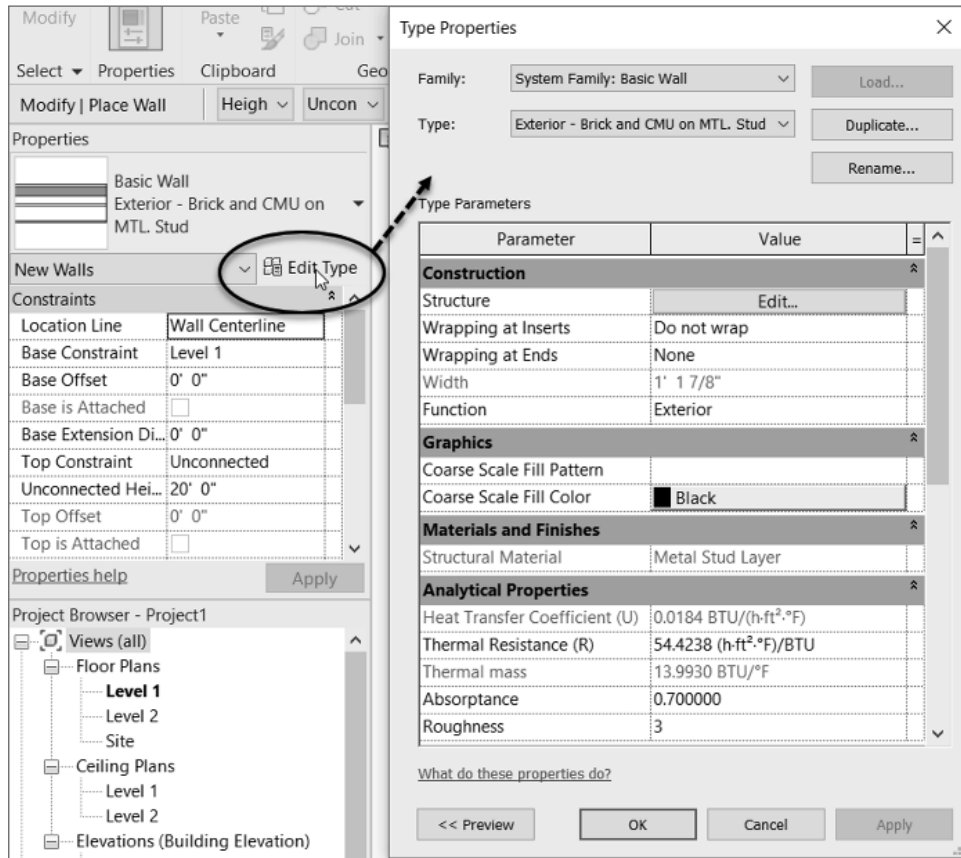 Modify
Paste
Cut
Join
Select
Properties
Clipboard
Geo
Modify | Place Wall
Heigh
Uncon
Properties
Basic Wall
Exterior - Brick and CMU on
MTL. Stud
New Walls
Edit Type
Constraints
Location Line Wall Centerline
Base Constraint Level 1
Base Offset 0' 0"
Base is Attached
Base Extension Di... 0' 0"
Top Constraint Unconnected
Unconnected Hei... 20' 0"
Top Offset 0' 0"
Top is Attached
Properties help
Apply
Project Browser - Project1
Views (all)
Floor Plans
Level 1
Level 2
Site
Ceiling Plans
Level 1
Level 2
Elevations (Building Elevation)
Type Properties
Family: System Family: Basic Wall Load...
Type: Exterior - Brick and CMU on MTL. Stud Duplicate...
Rename...
Type Parameters
Parameter Value =
Construction
Structure Edit...
Wrapping at Inserts Do not wrap
Wrapping at Ends None
Width 1' 1 7/8"
Function Exterior
Graphics
Coarse Scale Fill Pattern
Coarse Scale Fill Color Black
Materials and Finishes
Structural Material Metal Stud Layer
Analytical Properties
Heat Transfer Coefficient (U) 0.0184 BTU/(h·ft²·°F)
Thermal Resistance (R) 54.4238 (h·ft²·°F)/BTU
Thermal mass 13.9930 BTU/°F
Absorptance 0.700000
Roughness 3
What do these properties do?
<< Preview OK Cancel Apply